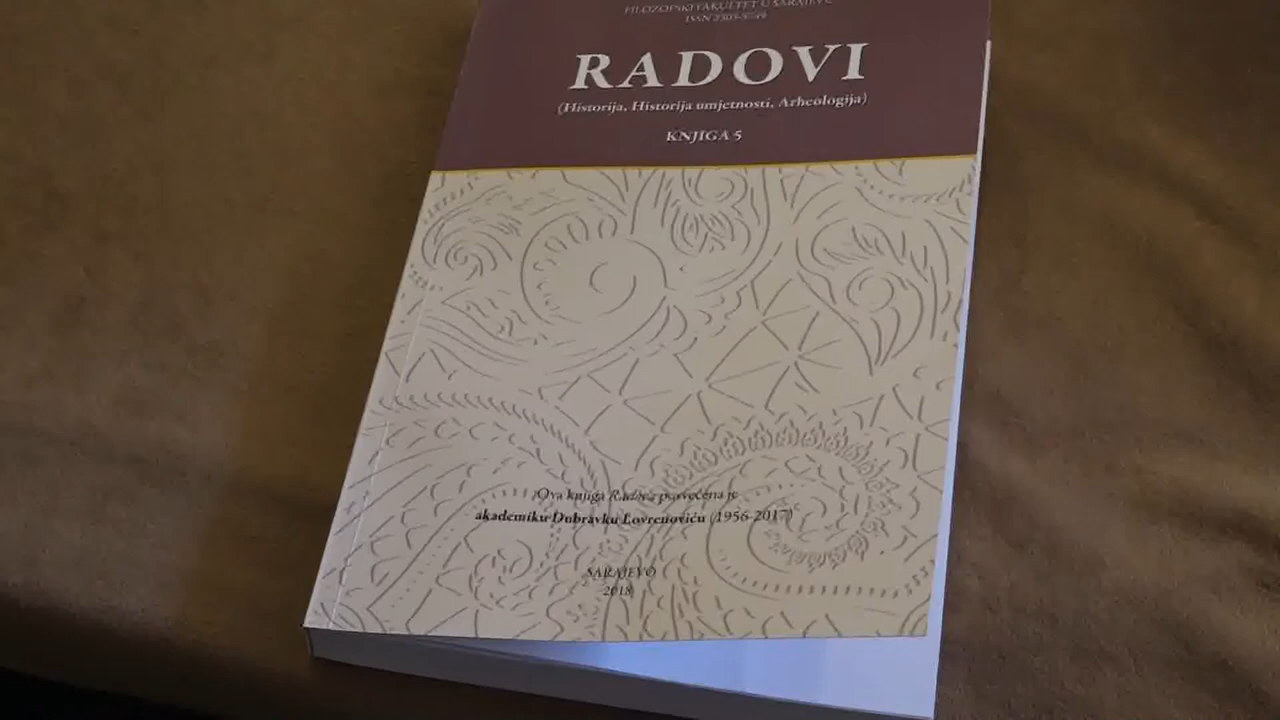 FILOZOFSKI FAKULTET U SARAJEVU
ISSN
RADOVI
(Historija, Historija umjetnosti, Arheologija)
KNJIGA 5
Ova knjiga Radova posvećena je
akademiku Dubravku Lovrenoviću (1956-2017)
SARAJEVO
2018